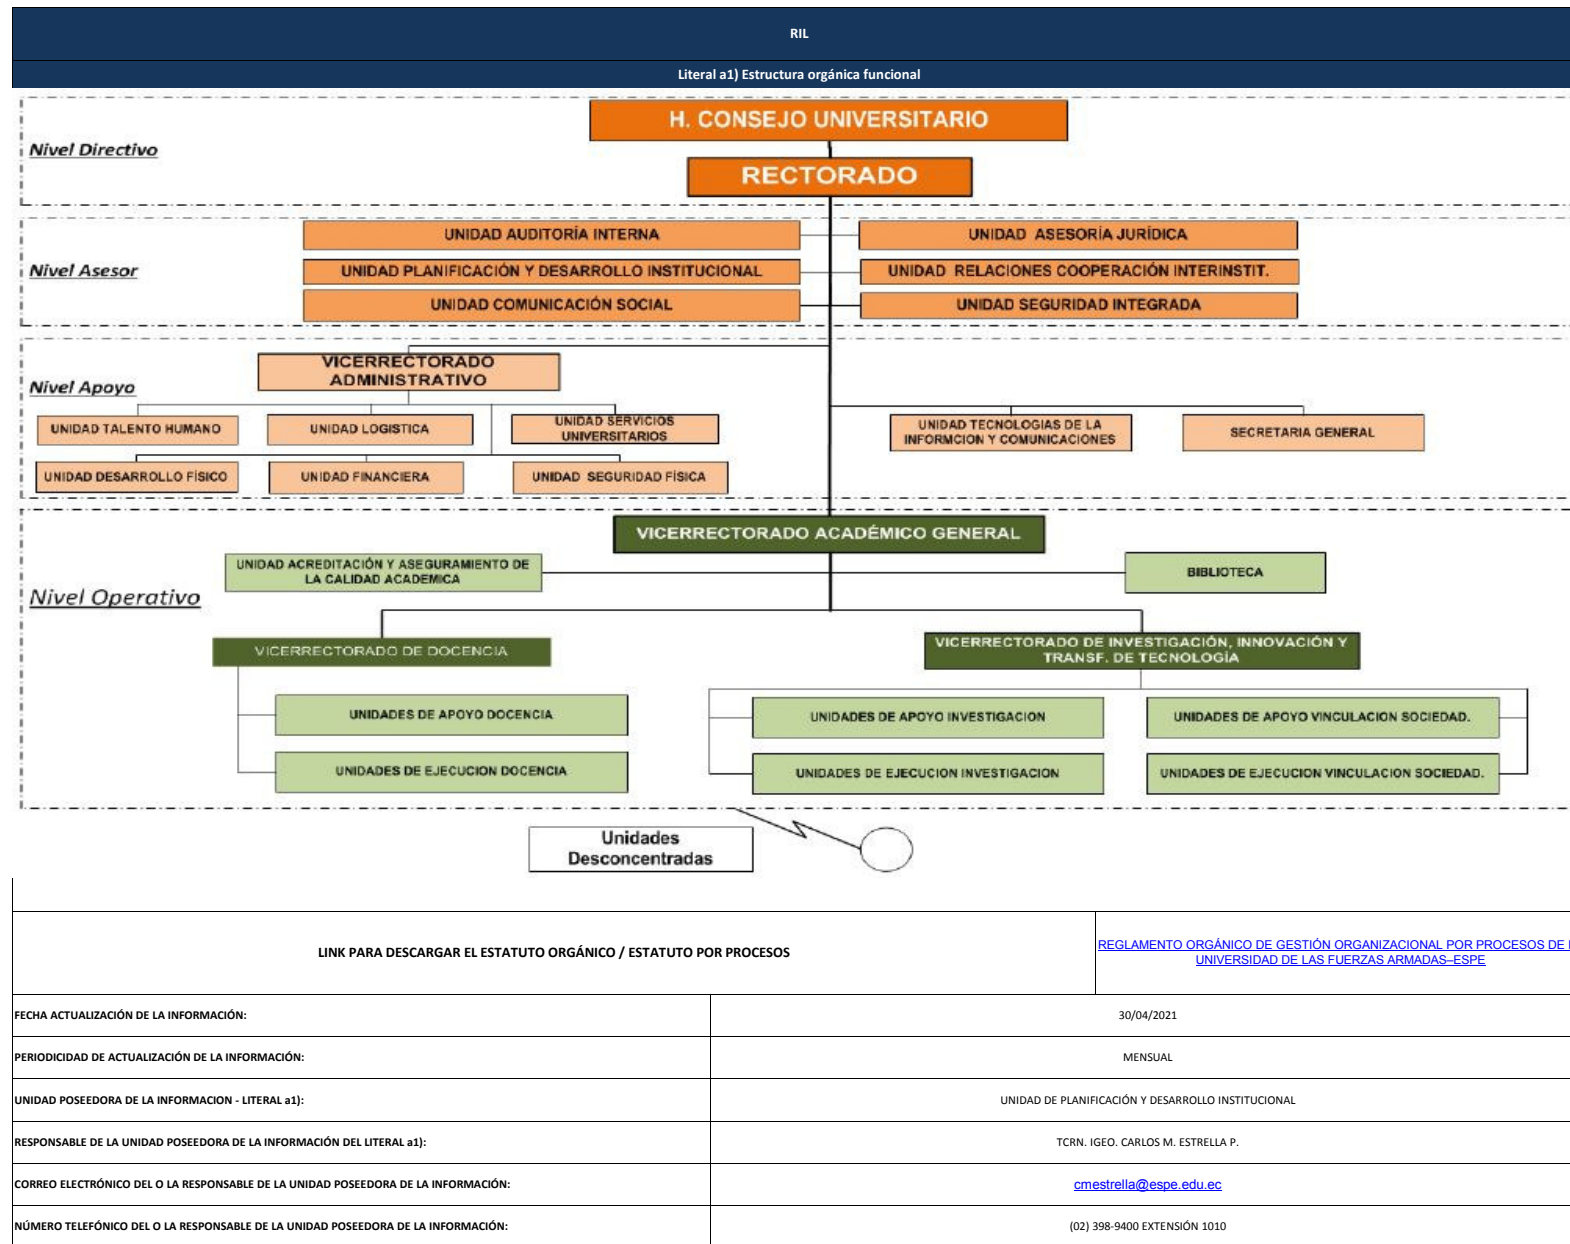 RIL
Literal a1) Estructura orgánica funcional
H. CONSEJO UNIVERSITARIO
Nivel Directivo
RECTORADO
UNIDAD AUDITORÍA INTERNA
UNIDAD ASESORÍA JURÍDICA
Nivel Asesor
UNIDAD PLANIFICACIÓN Y DESARROLLO INSTITUCIONAL
UNIDAD RELACIONES COOPERACIÓN INTERINSTIT.
UNIDAD COMUNICACIÓN SOCIAL
UNIDAD SEGURIDAD INTEGRADA
VICERRECTORADO
ADMINISTRATIVO
Nivel Apoyo
UNIDAD TALENTO HUMANO
UNIDAD LOGISTICA
UNIDAD SERVICIOS
UNIVERSITARIOS
UNIDAD TECNOLOGIAS DE LA
INFORMCION Y COMUNICACIONES
SECRETARIA GENERAL
UNIDAD DESARROLLO FÍSICO
UNIDAD FINANCIERA
UNIDAD SEGURIDAD FÍSICA
VICERRECTORADO ACADÉMICO GENERAL
UNIDAD ACREDITACIÓN Y ASEGURAMIENTO DE
LA CALIDAD ACADEMICA
BIBLIOTECA
Nivel Operativo
VICERRECTORADO DE DOCENCIA
VICERRECTORADO DE INVESTIGACIÓN, INNOVACIÓN Y
TRANSF. DE TECNOLOGÍA
UNIDADES DE APOYO DOCENCIA
UNIDADES DE APOYO INVESTIGACION
UNIDADES DE APOYO VINCULACION SOCIEDAD.
UNIDADES DE EJECUCION DOCENCIA
UNIDADES DE EJECUCION INVESTIGACION
UNIDADES DE EJECUCION VINCULACION SOCIEDAD.
Unidades
Desconcentradas
LINK PARA DESCARGAR EL ESTATUTO ORGÁNICO / ESTATUTO POR PROCESOS
REGLAMENTO ORGÁNICO DE GESTIÓN ORGANIZACIONAL POR PROCESOS DE
UNIVERSIDAD DE LAS FUERZAS ARMADAS–ESPE
FECHA ACTUALIZACIÓN DE LA INFORMACIÓN:
30/04/2021
PERIODICIDAD DE ACTUALIZACIÓN DE LA INFORMACIÓN:
MENSUAL
UNIDAD POSEEDORA DE LA INFORMACION - LITERAL a1):
UNIDAD DE PLANIFICACIÓN Y DESARROLLO INSTITUCIONAL
RESPONSABLE DE LA UNIDAD POSEEDORA DE LA INFORMACIÓN DEL LITERAL a1):
TCRN. IGEO. CARLOS M. ESTRELLA P.
CORREO ELECTRÓNICO DEL O LA RESPONSABLE DE LA UNIDAD POSEEDORA DE LA INFORMACIÓN:
cmestrella@espe.edu.ec
NÚMERO TELEFÓNICO DEL O LA RESPONSABLE DE LA UNIDAD POSEEDORA DE LA INFORMACIÓN:
(02) 398-9400 EXTENSIÓN 1010